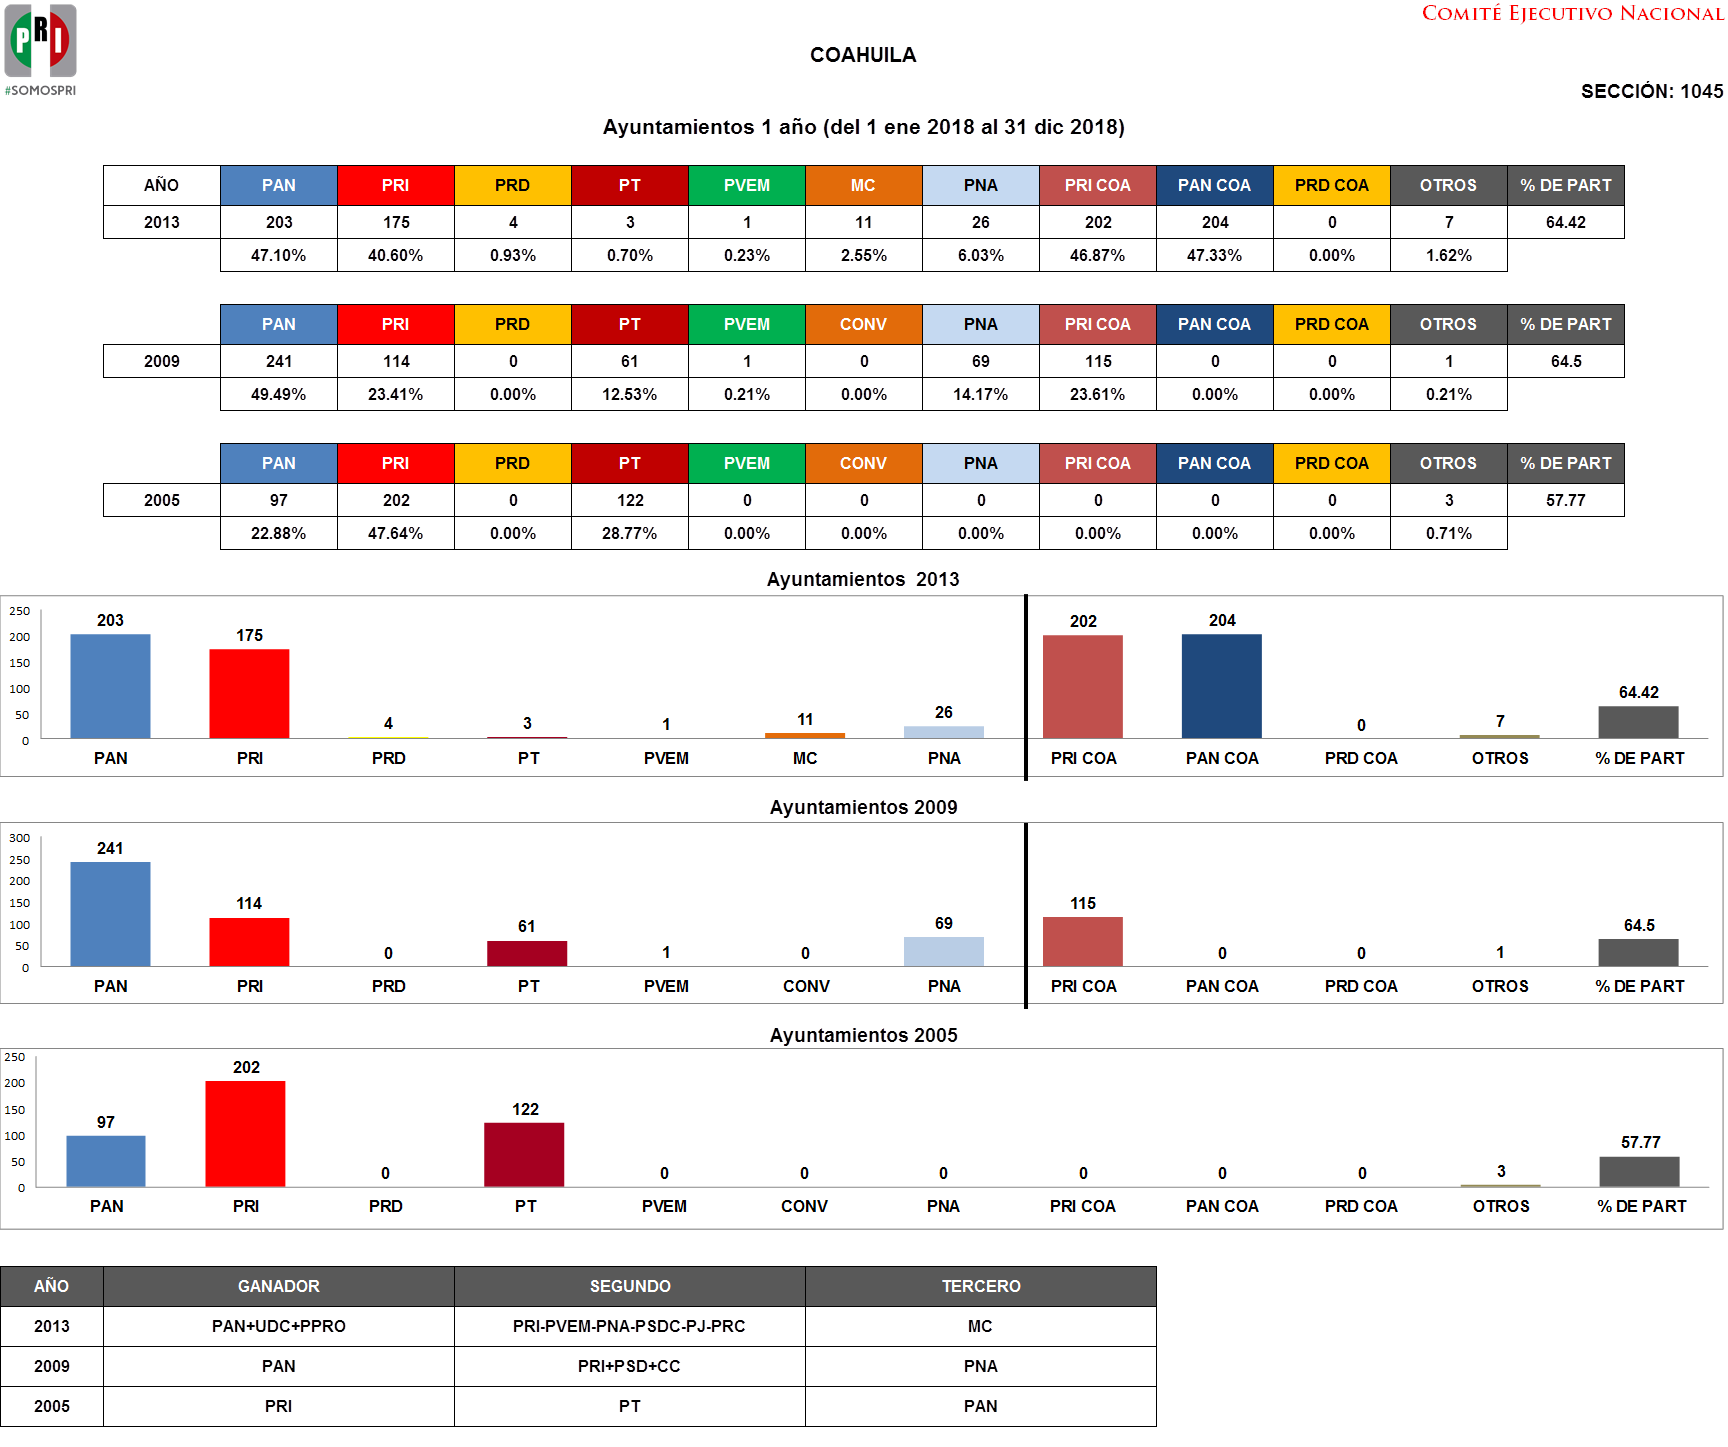 COMITÉ EJECUTIVO NACIONAL
PRI
#SOMOSPRI
COAHUILA
SECCIÓN: 1045
Ayuntamientos 1 año (del 1 ene 2018 al 31 dic 2018)
AÑO PAN PRI PRD PT PVEM MC PNA PRI COA PAN COA PRD COA OTROS % DE PART
2013 203 175 4 3 1 11 26 202 204 0 7 64.42
47.10% 40.60% 0.93% 0.70% 0.23% 2.55% 6.03% 46.87% 47.33% 0.00% 1.62%
PAN PRI PRD PT PVEM CONV PNA PRI COA PAN COA PRD COA OTROS % DE PART
2009 241 114 0 61 1 0 69 115 0 0 1 64.5
49.49% 23.41% 0.00% 12.53% 0.21% 0.00% 14.17% 23.61% 0.00% 0.00% 0.21%
PAN PRI PRD PT PVEM CONV PNA PRI COA PAN COA PRD COA OTROS % DE PART
2005 97 202 0 122 0 0 0 0 0 0 3 57.77
22.88% 47.64% 0.00% 28.77% 0.00% 0.00% 0.00% 0.00% 0.00% 0.00% 0.71%
Ayuntamientos 2013
250
200
150
100
50
0
203 175 4 3 1 11 26 202 204 0 7 64.42
PAN PRI PRD PT PVEM MC PNA PRI COA PAN COA PRD COA OTROS % DE PART
Ayuntamientos 2009
300
250
200
150
100
50
0
241 114 0 61 1 0 69 115 0 0 1 64.5
PAN PRI PRD PT PVEM CONV PNA PRI COA PAN COA PRD COA OTROS % DE PART
Ayuntamientos 2005
250
200
150
100
50
0
97 202 0 122 0 0 0 0 0 0 3 57.77
PAN PRI PRD PT PVEM CONV PNA PRI COA PAN COA PRD COA OTROS % DE PART
AÑO GANADOR SEGUNDO TERCERO
2013 PAN+UDC+PPRO PRI-PVEM-PNA-PSDC-PJ-PRC MC
2009 PAN PRI+PSD+CC PNA
2005 PRI PT PAN